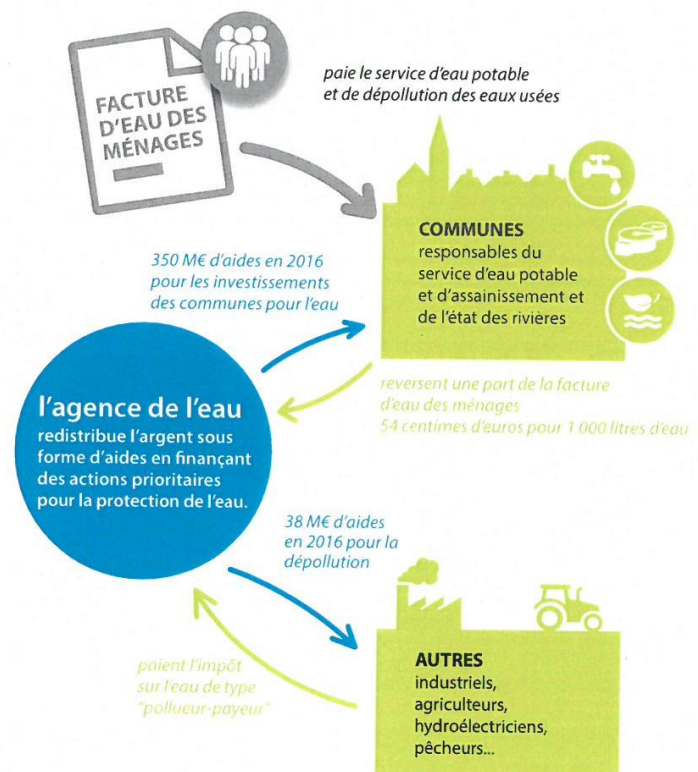 FACTURE
D'EAU DES
MÉNAGES
paie le service d'eau potable
et de dépollution des eaux usées
COMMUNES
responsables du
service d'eau potable
et d'assainissement et
de l'état des rivières
...
350 M€ d'aides en 2016
pour les investissements
des communes pour l'eau
reversent une part de la facture
d'eau des ménages
54 centimes d'euros pour 1 000 litres d'eau
l'agence de l'eau
redistribue l'argent sous
forme d'aides en finançant
des actions prioritaires
pour la protection de l'eau.
38 M€ d'aides
en 2016 pour la
dépollution
paient l'impôt
sur l'eau de type
"pollueur-payeur"
AUTRES
industriels,
agriculteurs,
hydroélectriciens,
pêcheurs...